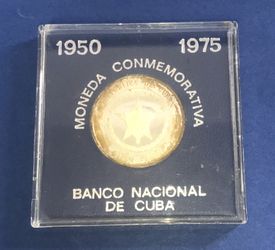 1950 1975
MONEDA CONMEMORATIVA
BANCO NACIONAL
DE CUBA